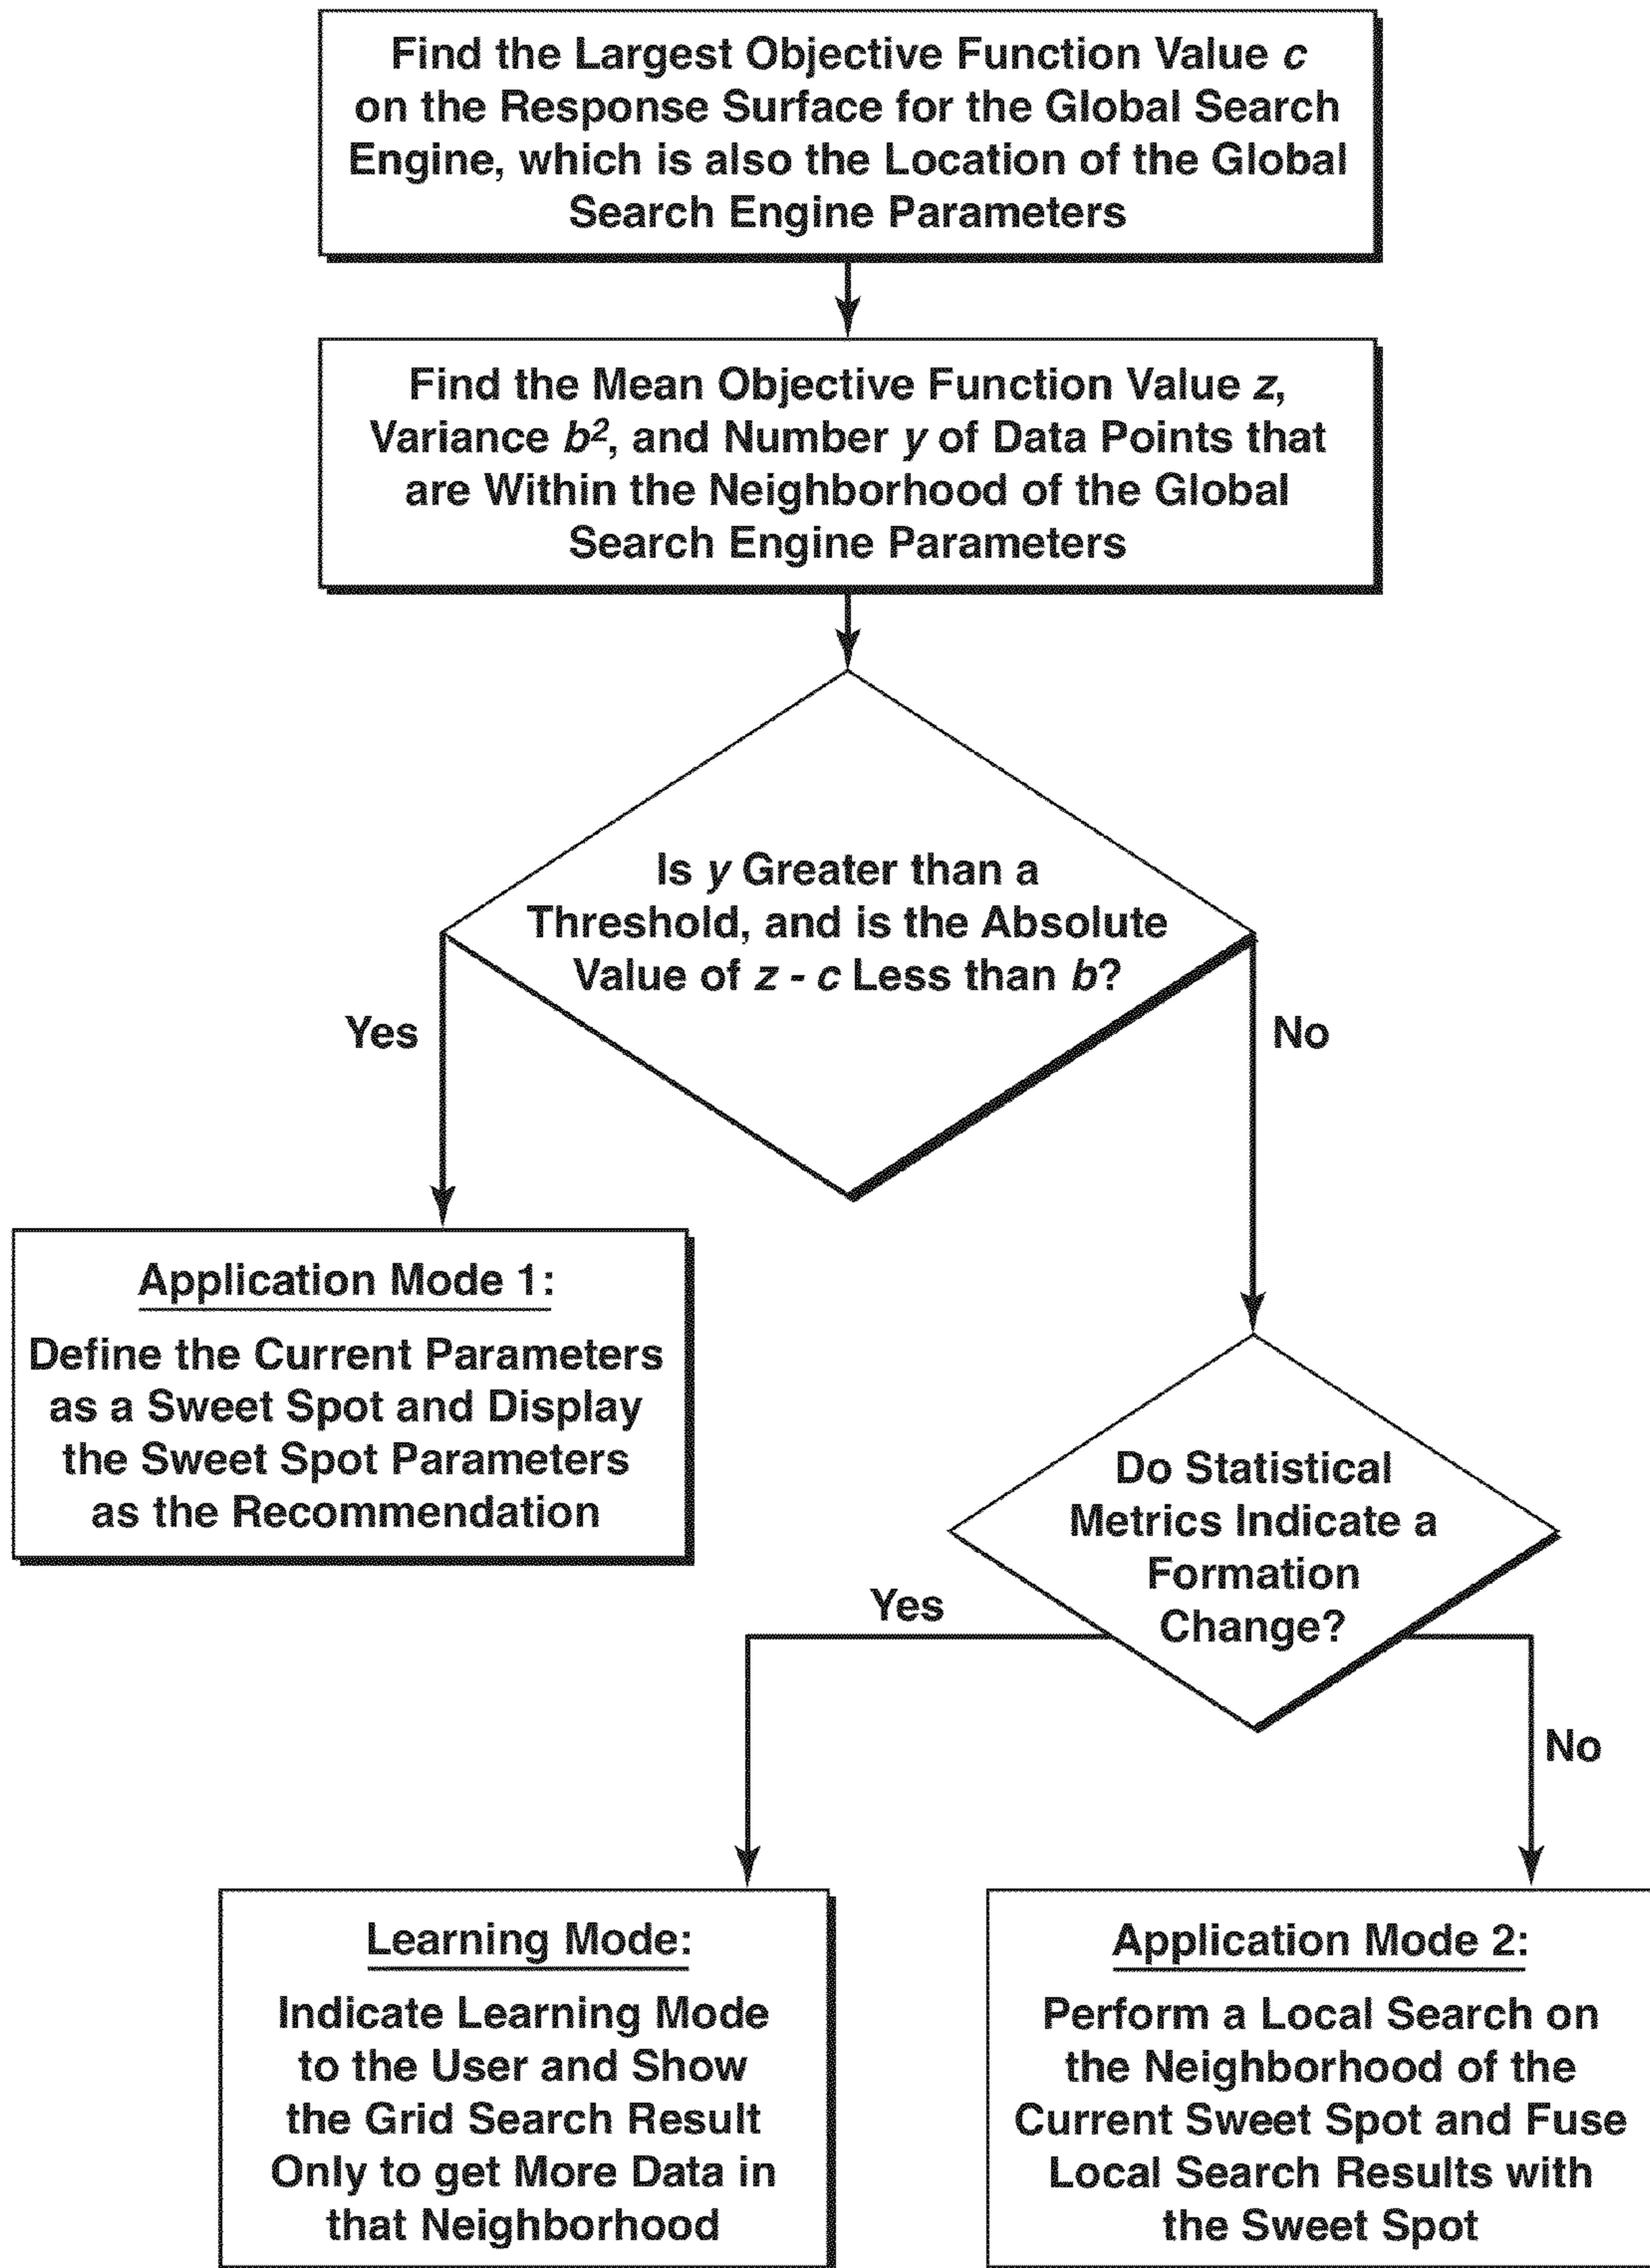 Find the Largest Objective Function Value c
on the Response Surface for the Global Search
Engine, which is also the Location of the Global
Search Engine Parameters
Find the Mean Objective Function Value z,
Variance b², and Number y of Data Points that
are Within the Neighborhood of the Global
Search Engine Parameters
Is y Greater than a
Threshold, and is the Absolute
Value of z - c Less than b?
Yes
No
Application Mode 1:
Define the Current Parameters
as a Sweet Spot and Display
the Sweet Spot Parameters
as the Recommendation
Do Statistical
Metrics Indicate a
Formation
Change?
Yes
No
Learning Mode:
Indicate Learning Mode
to the User and Show
the Grid Search Result
Only to get More Data in
that Neighborhood
Application Mode 2:
Perform a Local Search on
the Neighborhood of the
Current Sweet Spot and Fuse
Local Search Results with
the Sweet Spot